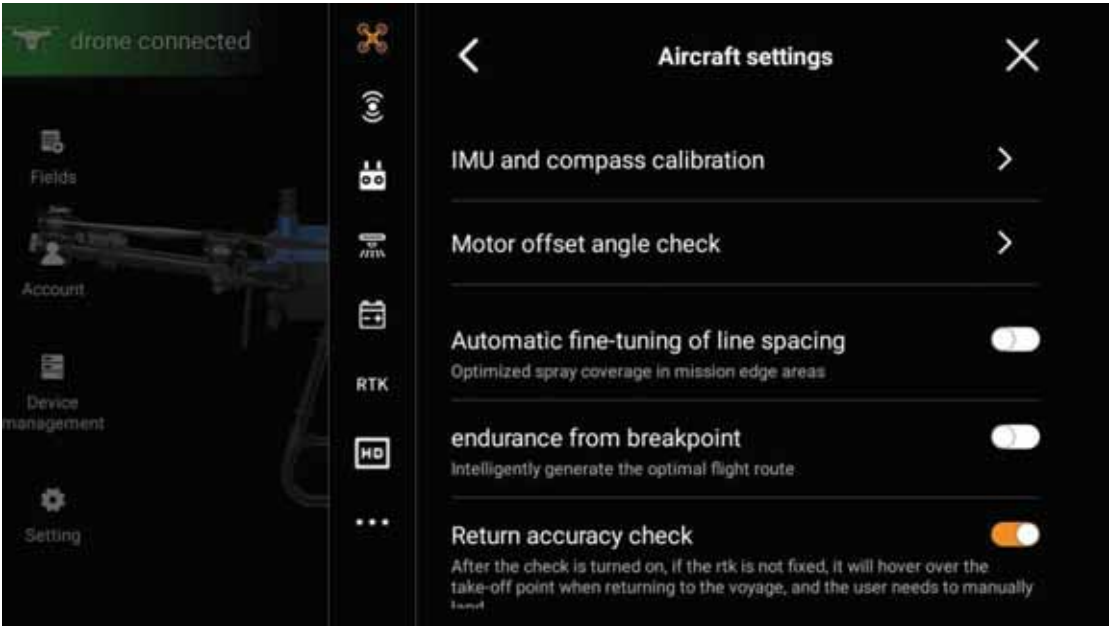 drone connected
Fields
Account
Device
management
Setting
RTK
HD
Aircraft settings
IMU and compass calibration
Motor offset angle check
Automatic fine-tuning of line spacing
Optimized spray coverage in mission edge areas
endurance from breakpoint
Intelligently generate the optimal flight route
Return accuracy check
After the check is turned on, if the rtk is not fixed, it will hover over the
take-off point when returning to the voyage, and the user needs to manually
land